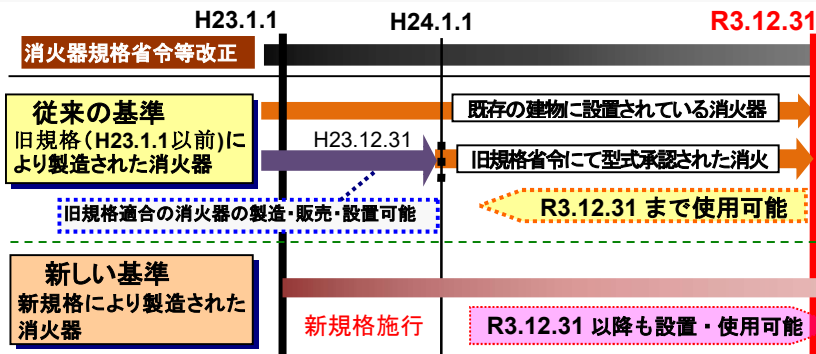 H23.1.1
H24.1.1
R3.12.31
消火器規格省令等改正
従来の基準
旧規格(H23.1.1以前)に
より製造された消火器
既存の建物に設置されている消火器
H23.12.31
旧規格省令にて型式承認された消火
旧規格適合の消火器の製造・販売・設置可能
R3.12.31 まで使用可能
新しい基準
新規格により製造された
消火器
新規格施行
R3.12.31 以降も設置・使用可能